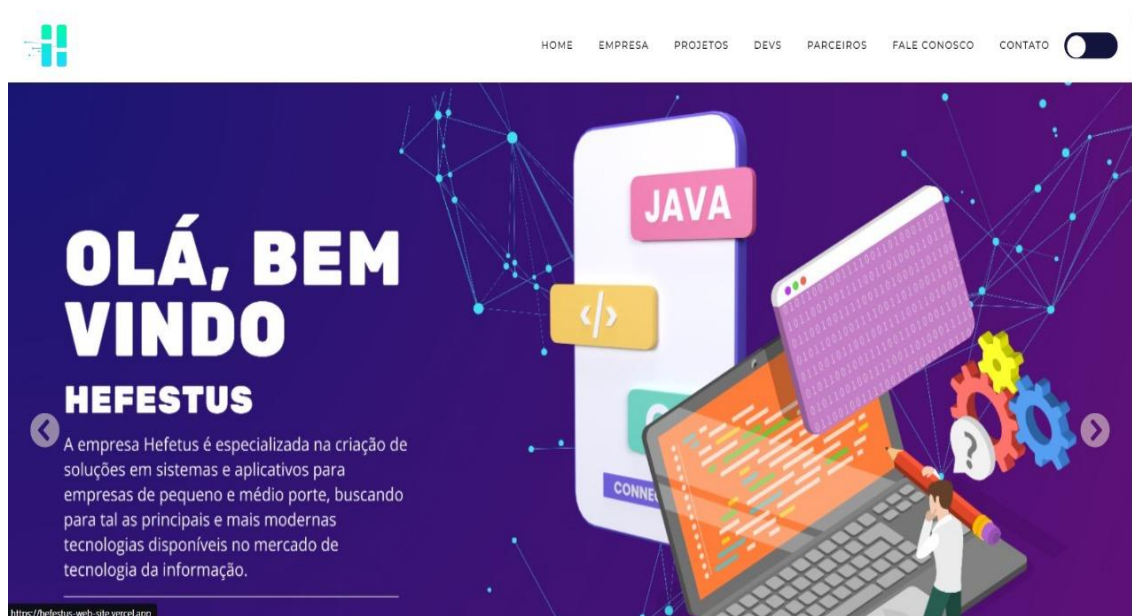 HOME EMPRESA PROJETOS DEVS PARCEIROS FALE CONOSCO CONTATO
OLÁ, BEM
VINDO
HEFESTUS
A empresa Hefetus é especializada na criação de
soluções em sistemas e aplicativos para
empresas de pequeno e médio porte, buscando
para tal as principais e mais modernas
tecnologias disponíveis no mercado de
tecnologia da informação.
JAVA
</>
?
https://hefestus-web-site.vercel.app